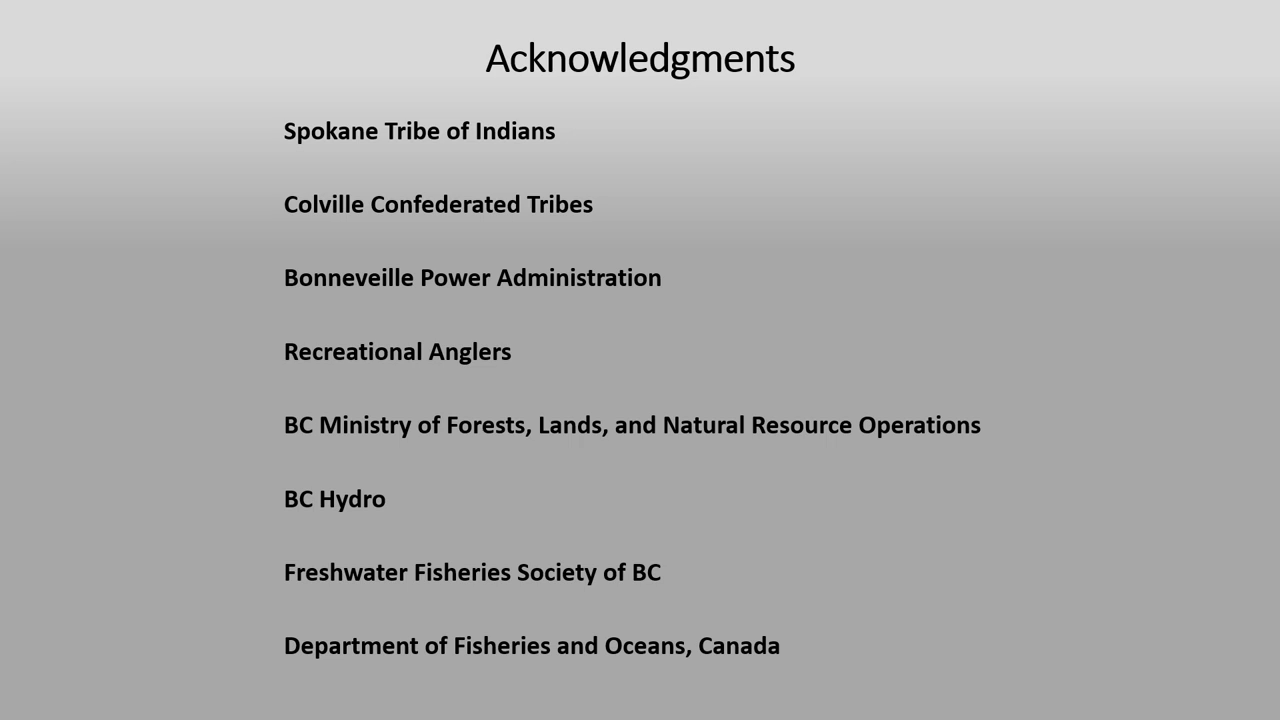 Acknowledgments
Spokane Tribe of Indians
Colville Confederated Tribes
Bonneveille Power Administration
Recreational Anglers
BC Ministry of Forests, Lands, and Natural Resource Operations
BC Hydro
Freshwater Fisheries Society of BC
Department of Fisheries and Oceans, Canada